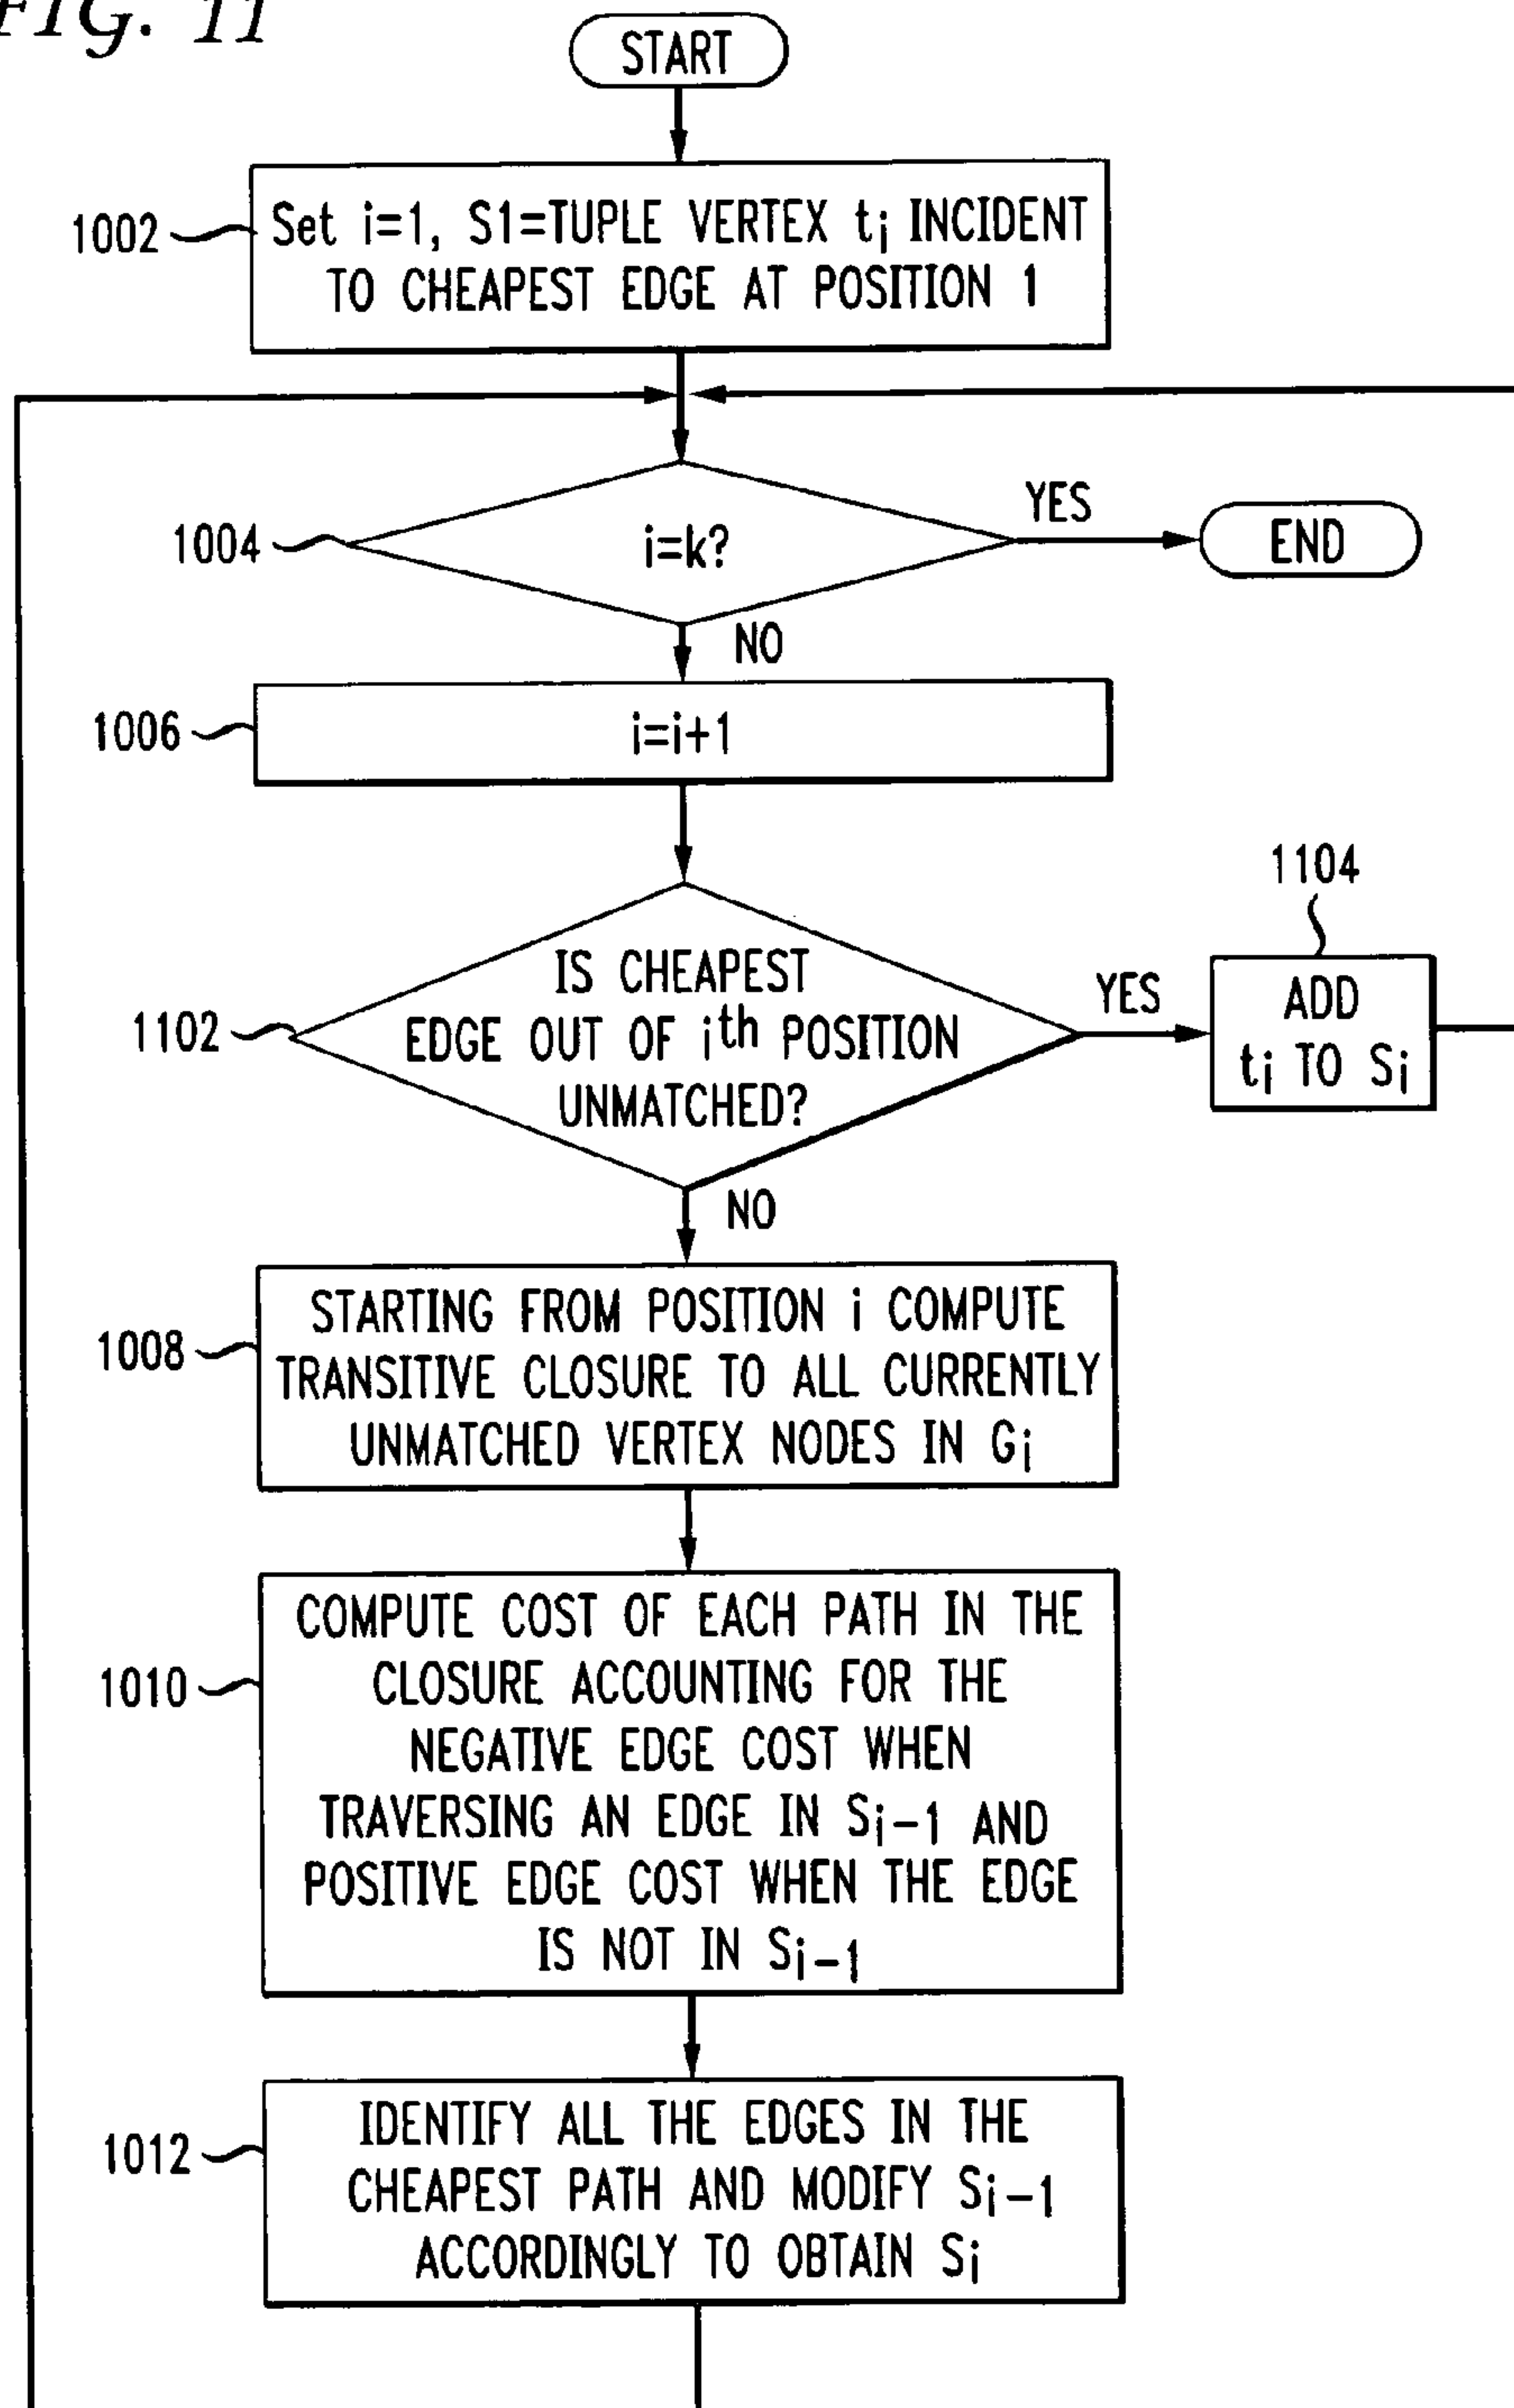 FIG. 11
START
1002
Set i=1, S1=TUPLE VERTEX ti INCIDENT
TO CHEAPEST EDGE AT POSITION 1
1004
i=k?
YES
END
NO
1006
i=i+1
1102
IS CHEAPEST
EDGE OUT OF ith POSITION
UNMATCHED?
YES
1104
ADD
ti TO Si
NO
1008
STARTING FROM POSITION i COMPUTE
TRANSITIVE CLOSURE TO ALL CURRENTLY
UNMATCHED VERTEX NODES IN Gi
1010
COMPUTE COST OF EACH PATH IN THE
CLOSURE ACCOUNTING FOR THE
NEGATIVE EDGE COST WHEN
TRAVERSING AN EDGE IN Si-1 AND
POSITIVE EDGE COST WHEN THE EDGE
IS NOT IN Si-1
1012
IDENTIFY ALL THE EDGES IN THE
CHEAPEST PATH AND MODIFY Si-1
ACCORDINGLY TO OBTAIN Si